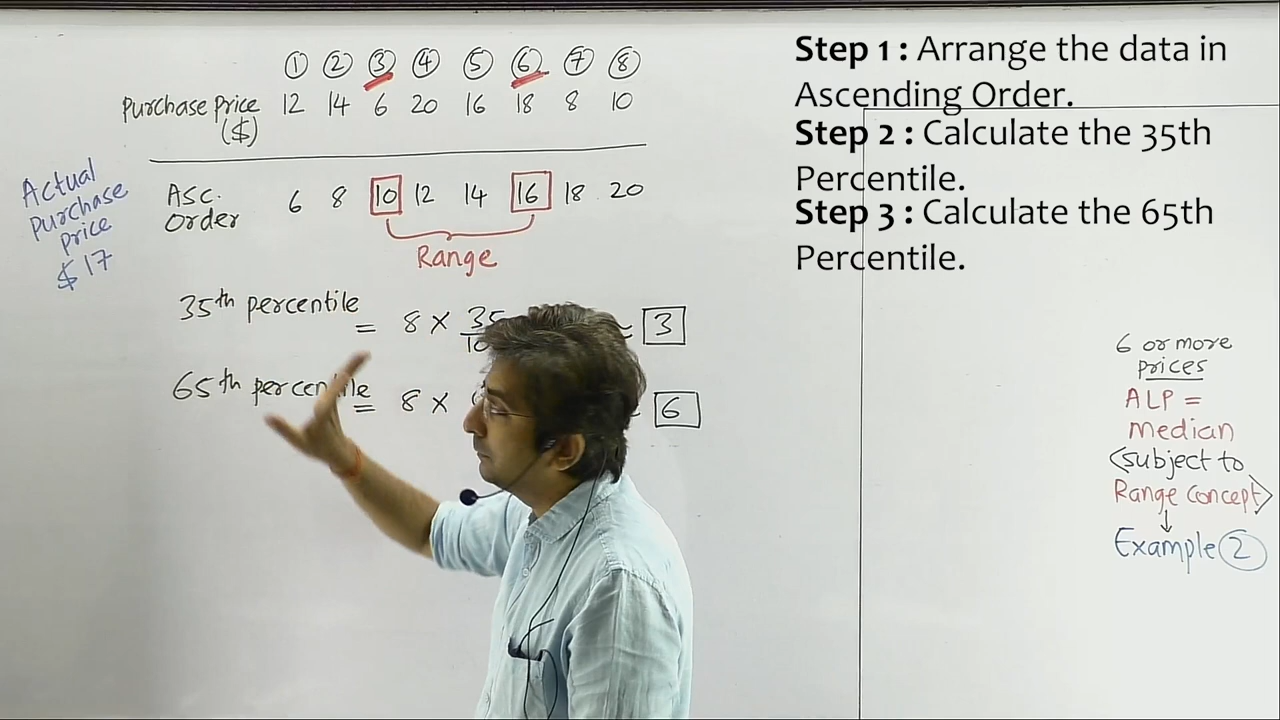 ① ② ③ ④ ⑤ ⑥ ⑦ ⑧
Purchase price 12 14 6 20 16 18 8 10
($)
Actual
purchase
price
$17
Asc. 6 8 10 12 14 16 18 20
Order
Range
35th percentile
= 8 × 35 3
65th percentile
= 8 × 6
Step 1 : Arrange the data in
Ascending Order.
Step 2 : Calculate the 35th
Percentile.
Step 3 : Calculate the 65th
Percentile.
6 or more
prices
ALP =
median
<subject to
Range concept>
↓
Example ②